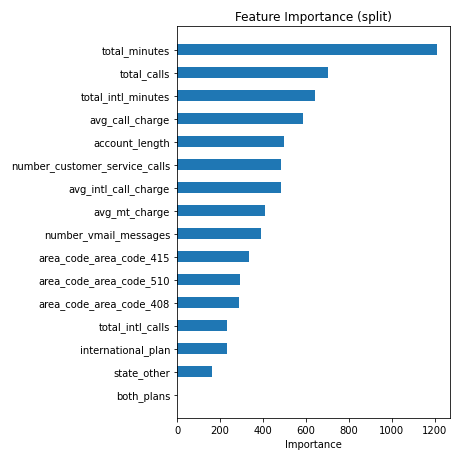 Feature Importance (split)
total_minutes
total_calls
total_intl_minutes
avg_call_charge
account_length
number_customer_service_calls
avg_intl_call_charge
avg_mt_charge
number_vmail_messages
area_code_area_code_415
area_code_area_code_510
area_code_area_code_408
total_intl_calls
international_plan
state_other
both_plans
0 200 400 600 800 1000 1200
Importance